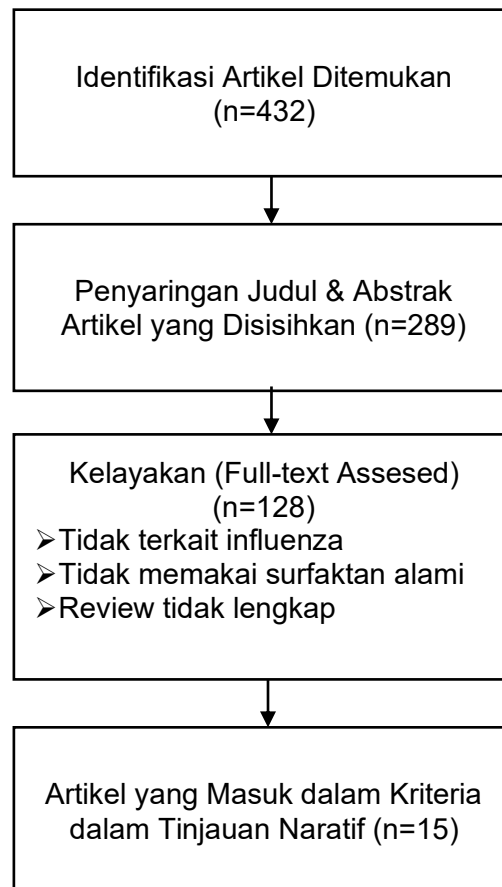 Identifikasi Artikel Ditemukan
(n=432)
Penyaringan Judul & Abstrak
Artikel yang Disisihkan (n=289)
Kelayakan (Full-text Assesed)
(n=128)
➢Tidak terkait influenza
➢Tidak memakai surfaktan alami
➢Review tidak lengkap
Artikel yang Masuk dalam Kriteria
dalam Tinjauan Naratif (n=15)